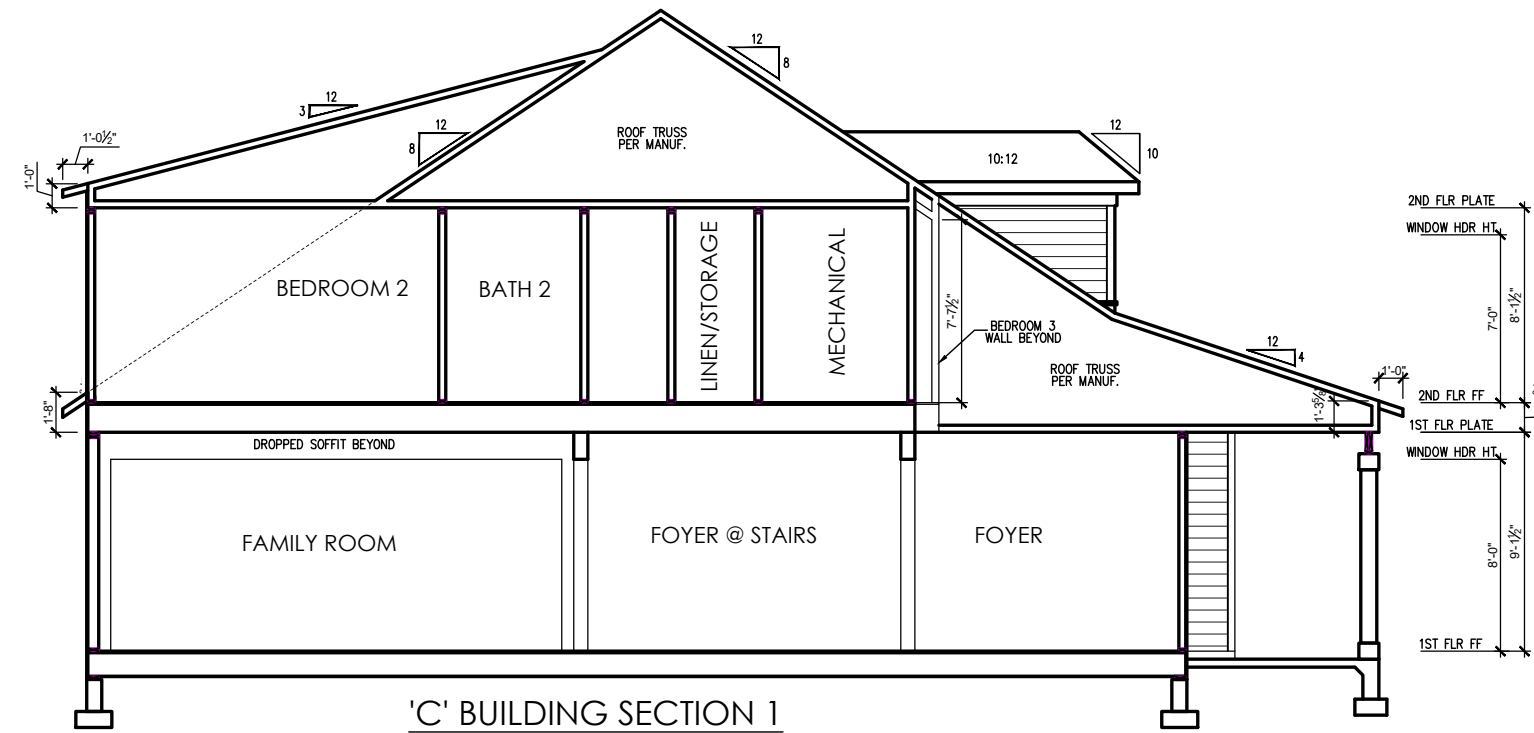 12
8
12
3
12
8
ROOF TRUSS
PER MANUF.
12
10
10:12
1'-0½"
1'-0"
2ND FLR PLATE
WINDOW HDR HT.
BEDROOM 2
BATH 2
LINEN/STORAGE
MECHANICAL
7'-7½"
BEDROOM 3
WALL BEYOND
7'-0"
8'-1½"
12
4
ROOF TRUSS
PER MANUF.
1'-0"
1'-8"
1'-3⅝"
2ND FLR FF
1ST FLR PLATE
DROPPED SOFFIT BEYOND
WINDOW HDR HT.
FAMILY ROOM
FOYER @ STAIRS
FOYER
8'-0"
9'-1½"
1ST FLR FF
'C' BUILDING SECTION 1